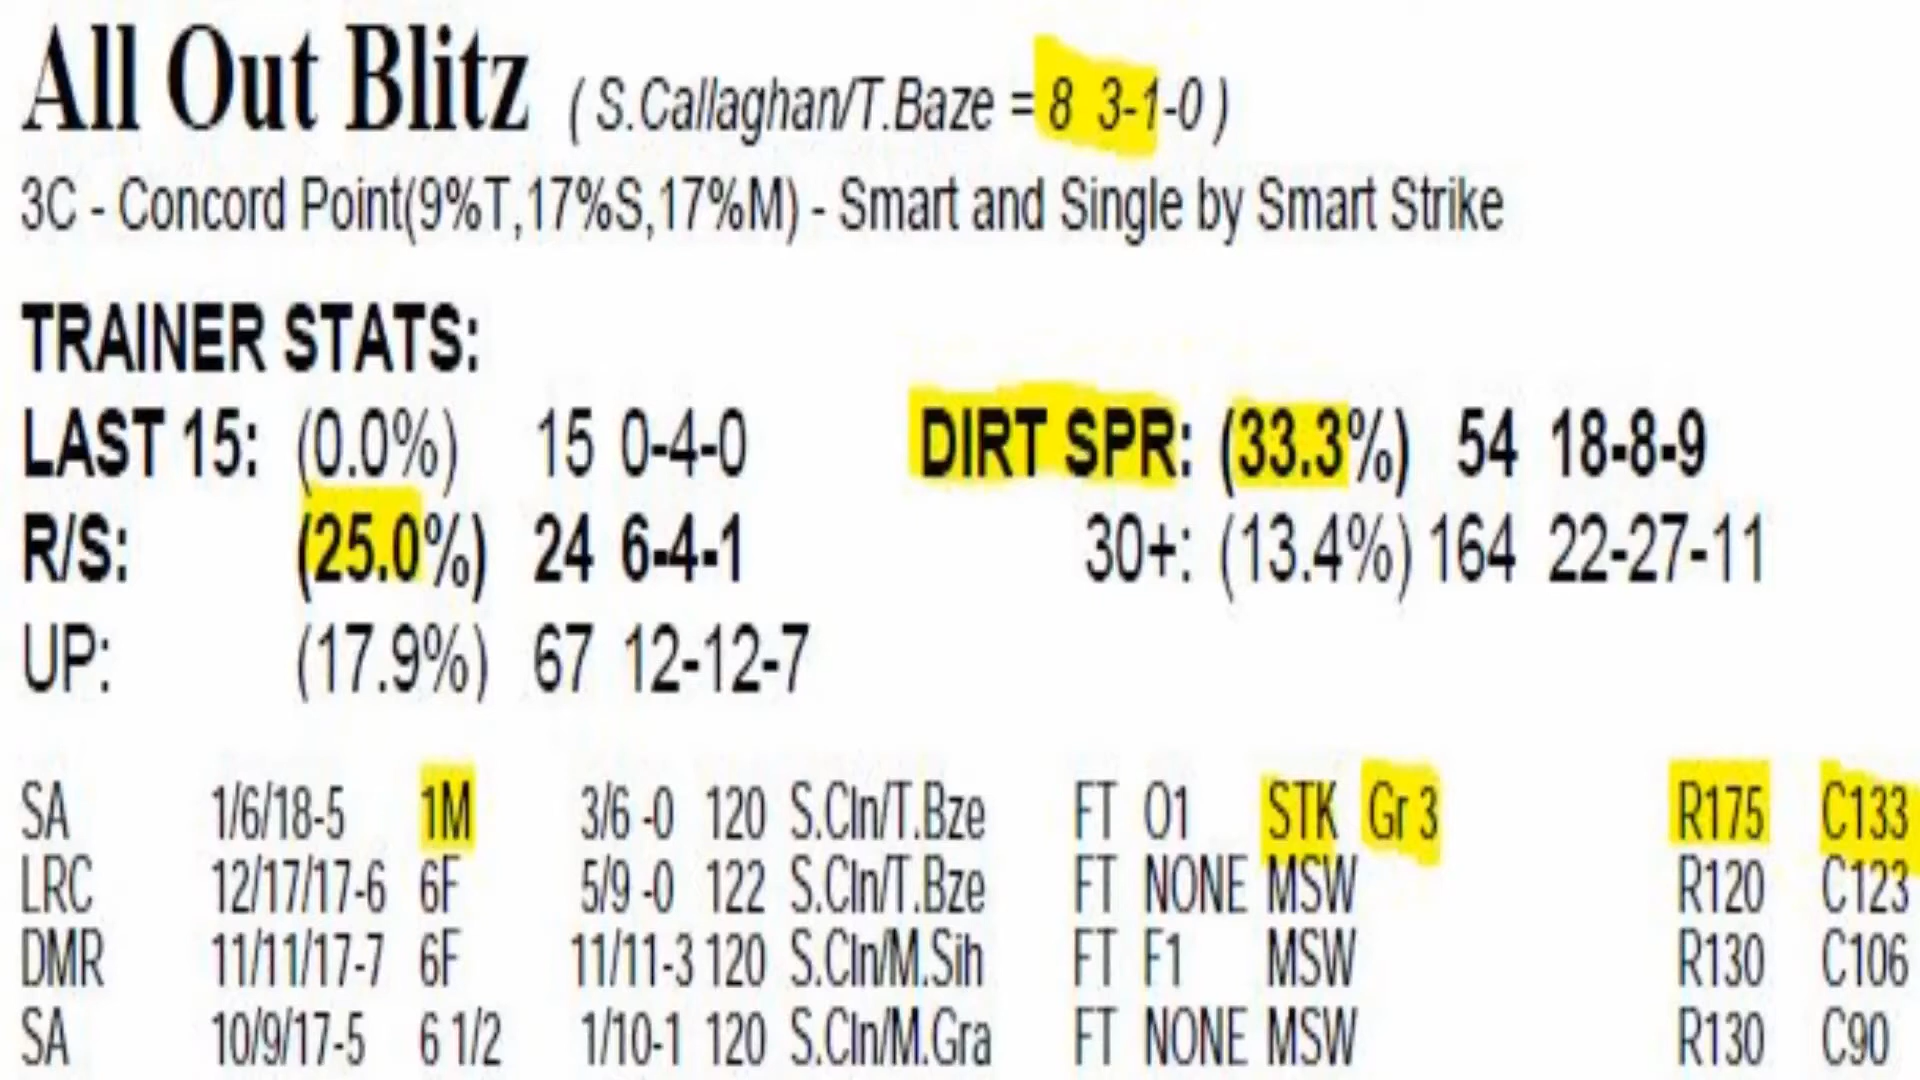 All Out Blitz ( S.Callaghan/T.Baze = 8 3-1-0 )
3C - Concord Point(9%T,17%S,17%M) - Smart and Single by Smart Strike
TRAINER STATS:
LAST 15: (0.0%) 15 0-4-0 DIRT SPR: (33.3%) 54 18-8-9
R/S: (25.0%) 24 6-4-1 30+: (13.4%) 164 22-27-11
UP: (17.9%) 67 12-12-7
SA 1/6/18-5 1M 3/6 -0 120 S.Cln/T.Bze FT O1 STK Gr 3 R175 C133
LRC 12/17/17-6 6F 5/9 -0 122 S.Cln/T.Bze FT NONE MSW R120 C123
DMR 11/11/17-7 6F 11/11-3 120 S.Cln/M.Sih FT F1 MSW R130 C106
SA 10/9/17-5 6 1/2 1/10-1 120 S.Cln/M.Gra FT NONE MSW R130 C90